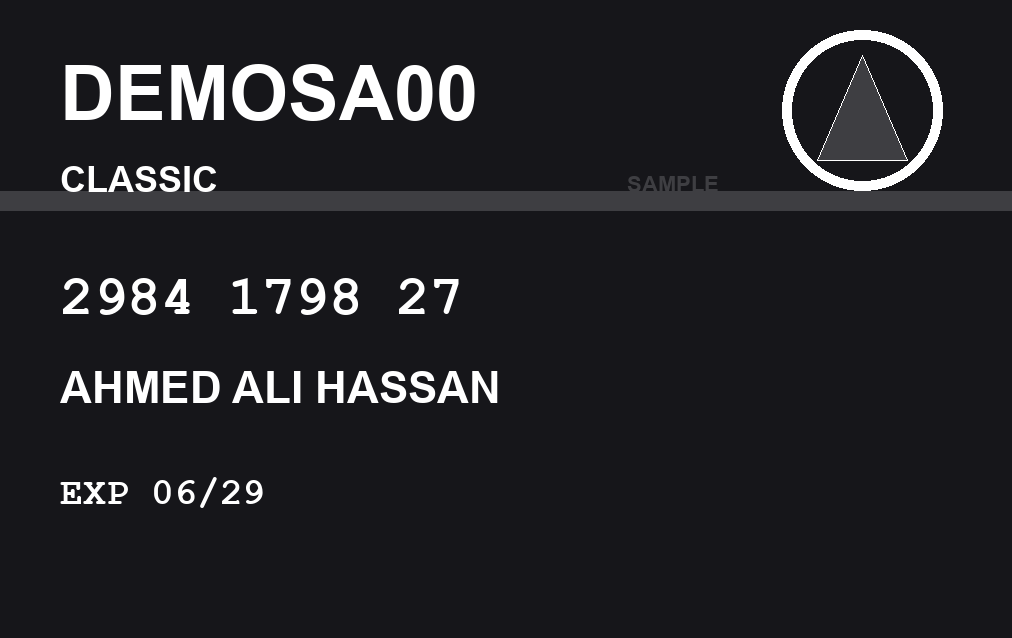 DEMOSA00
CLASSIC
SAMPLE
2984 1798 27
AHMED ALI HASSAN
EXP 06/29